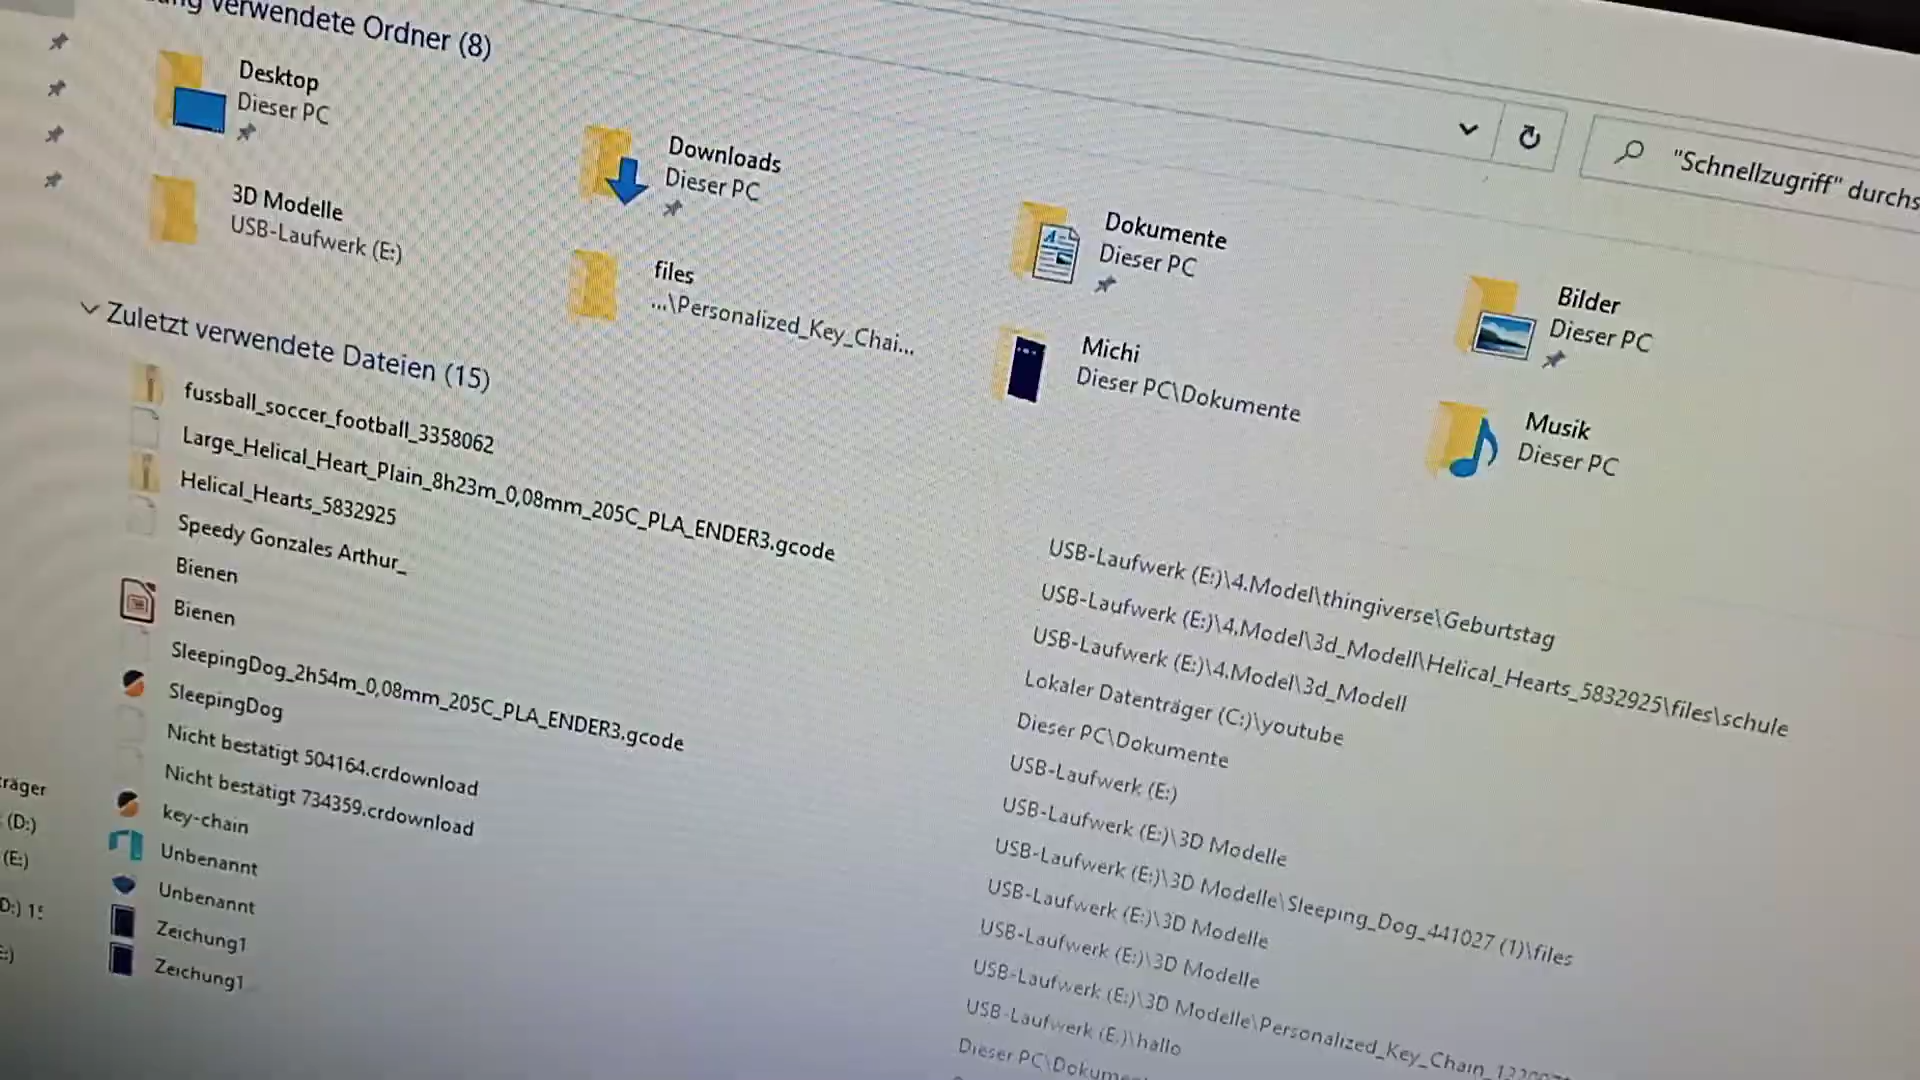 verwendete Ordner (8)
"Schnellzugriff"
Desktop
Dieser PC
Downloads
Dieser PC
Dokumente
Dieser PC
Bilder
Dieser PC
3D Modelle
USB-Laufwerk (E:)
files
...\Personalized_Key_Chai...
Michi
Dieser PC\Dokumente
Musik
Dieser PC
Zuletzt verwendete Dateien (15)
fussball_soccer_football_3358062
Large_Helical_Heart_Plain_8h23m_0,08mm_205C_PLA_ENDER3.gcode
Helical_Hearts_5832925
Speedy Gonzales Arthur_
Bienen
Bienen
SleepingDog_2h54m_0,08mm_205C_PLA_ENDER3.gcode
SleepingDog
Nicht bestätigt 504164.crdownload
Nicht bestätigt 734359.crdownload
key-chain
Unbenannt
Unbenannt
Zeichung1
Zeichung1
USB-Laufwerk (E:)\4.Model\thingiverse\Geburtstag
USB-Laufwerk (E:)\4.Model\3d_Modell\Helical_Hearts_5832925\files\schule
USB-Laufwerk (E:)\4.Model\3d_Modell
Lokaler Datenträger (C:)\youtube
Dieser PC\Dokumente
USB-Laufwerk (E:)
USB-Laufwerk (E:)\3D Modelle
USB-Laufwerk (E:)\3D Modelle\Sleeping_Dog_441027 (1)\files
USB-Laufwerk (E:)\3D Modelle
USB-Laufwerk (E:)\3D Modelle
USB-Laufwerk (E:)\3D Modelle\Personalized_Key_Chain
USB-Laufwerk (E:)\hallo
Dieser PC
(D:)
(E:)